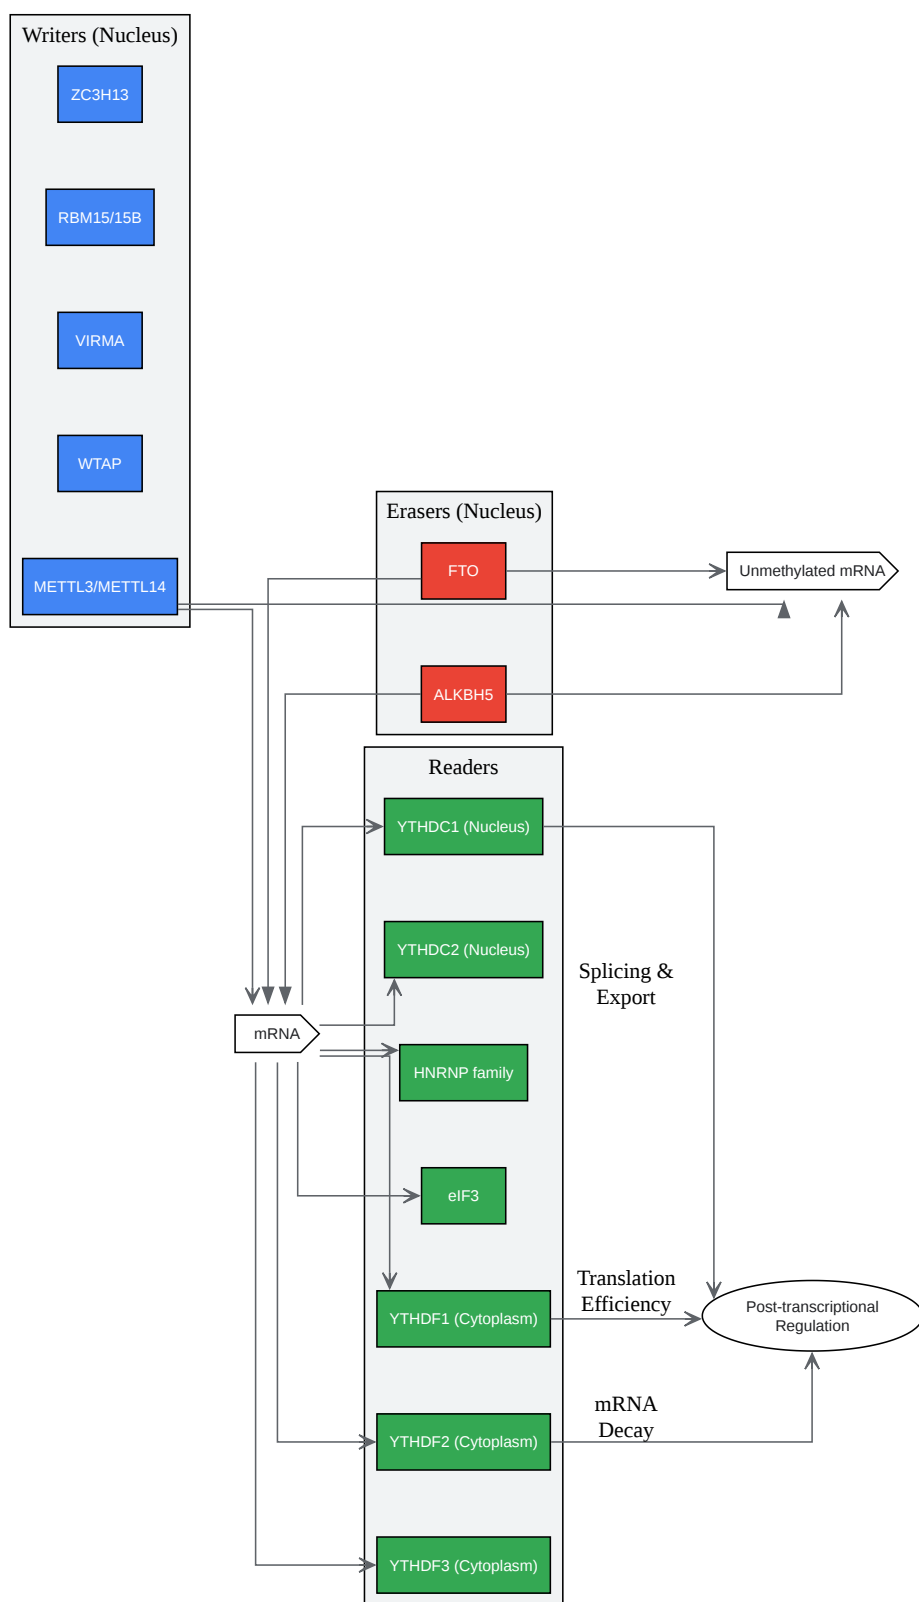 Writers (Nucleus)
ZC3H13
RBM15/15B
VIRMA
WTAP
METTL3/METTL14
Erasers (Nucleus)
FTO
ALKBH5
Unmethylated mRNA
Readers
YTHDC1 (Nucleus)
YTHDC2 (Nucleus)
Splicing &
Export
mRNA
HNRNP family
eIF3
Translation
Efficiency
YTHDF1 (Cytoplasm)
Post-transcriptional
Regulation
mRNA
Decay
YTHDF2 (Cytoplasm)
YTHDF3 (Cytoplasm)